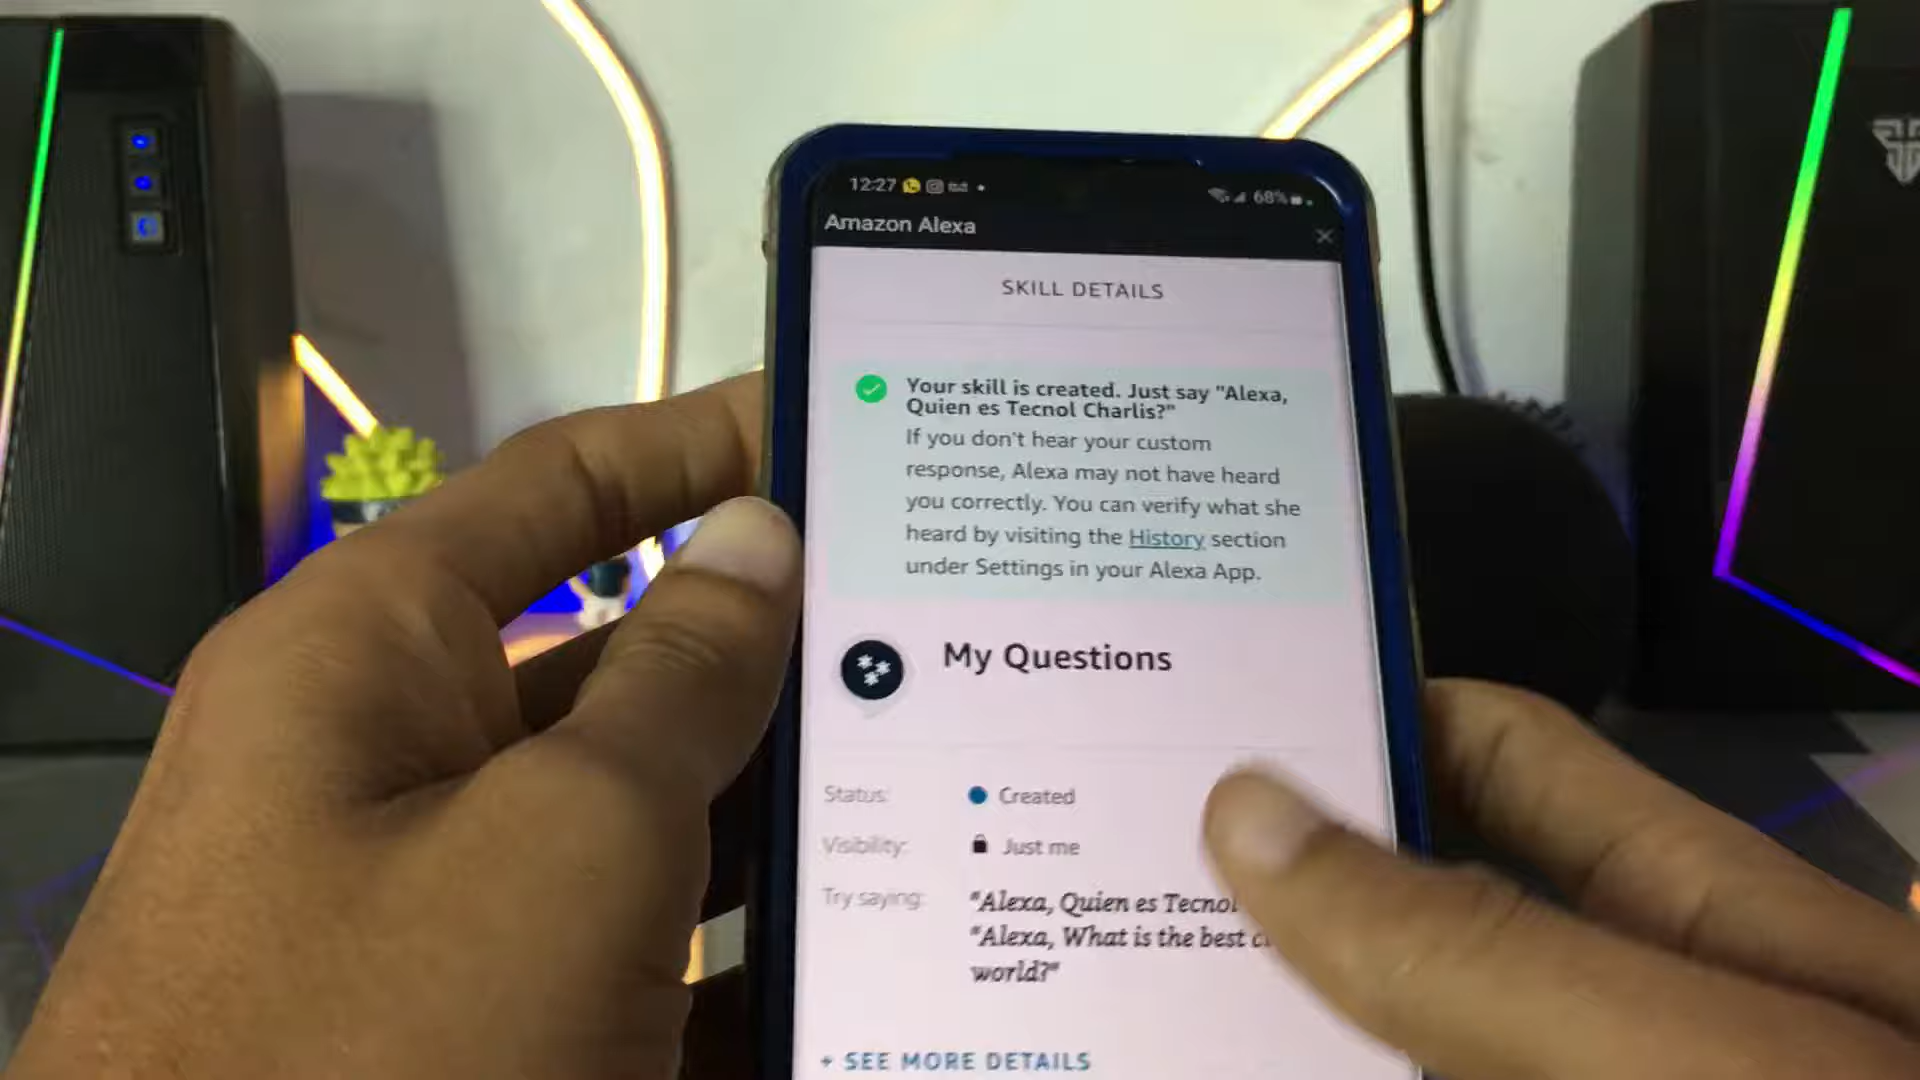 12:27
68%
Amazon Alexa
SKILL DETAILS
Your skill is created. Just say "Alexa,
Quien es Tecnol Charlis?"
If you don't hear your custom
response, Alexa may not have heard
you correctly. You can verify what she
heard by visiting the History section
under Settings in your Alexa App.
My Questions
Status: Created
Visibility: Just me
Try saying: "Alexa, Quien es Tecnol
"Alexa, What is the best
world?"
+ SEE MORE DETAILS